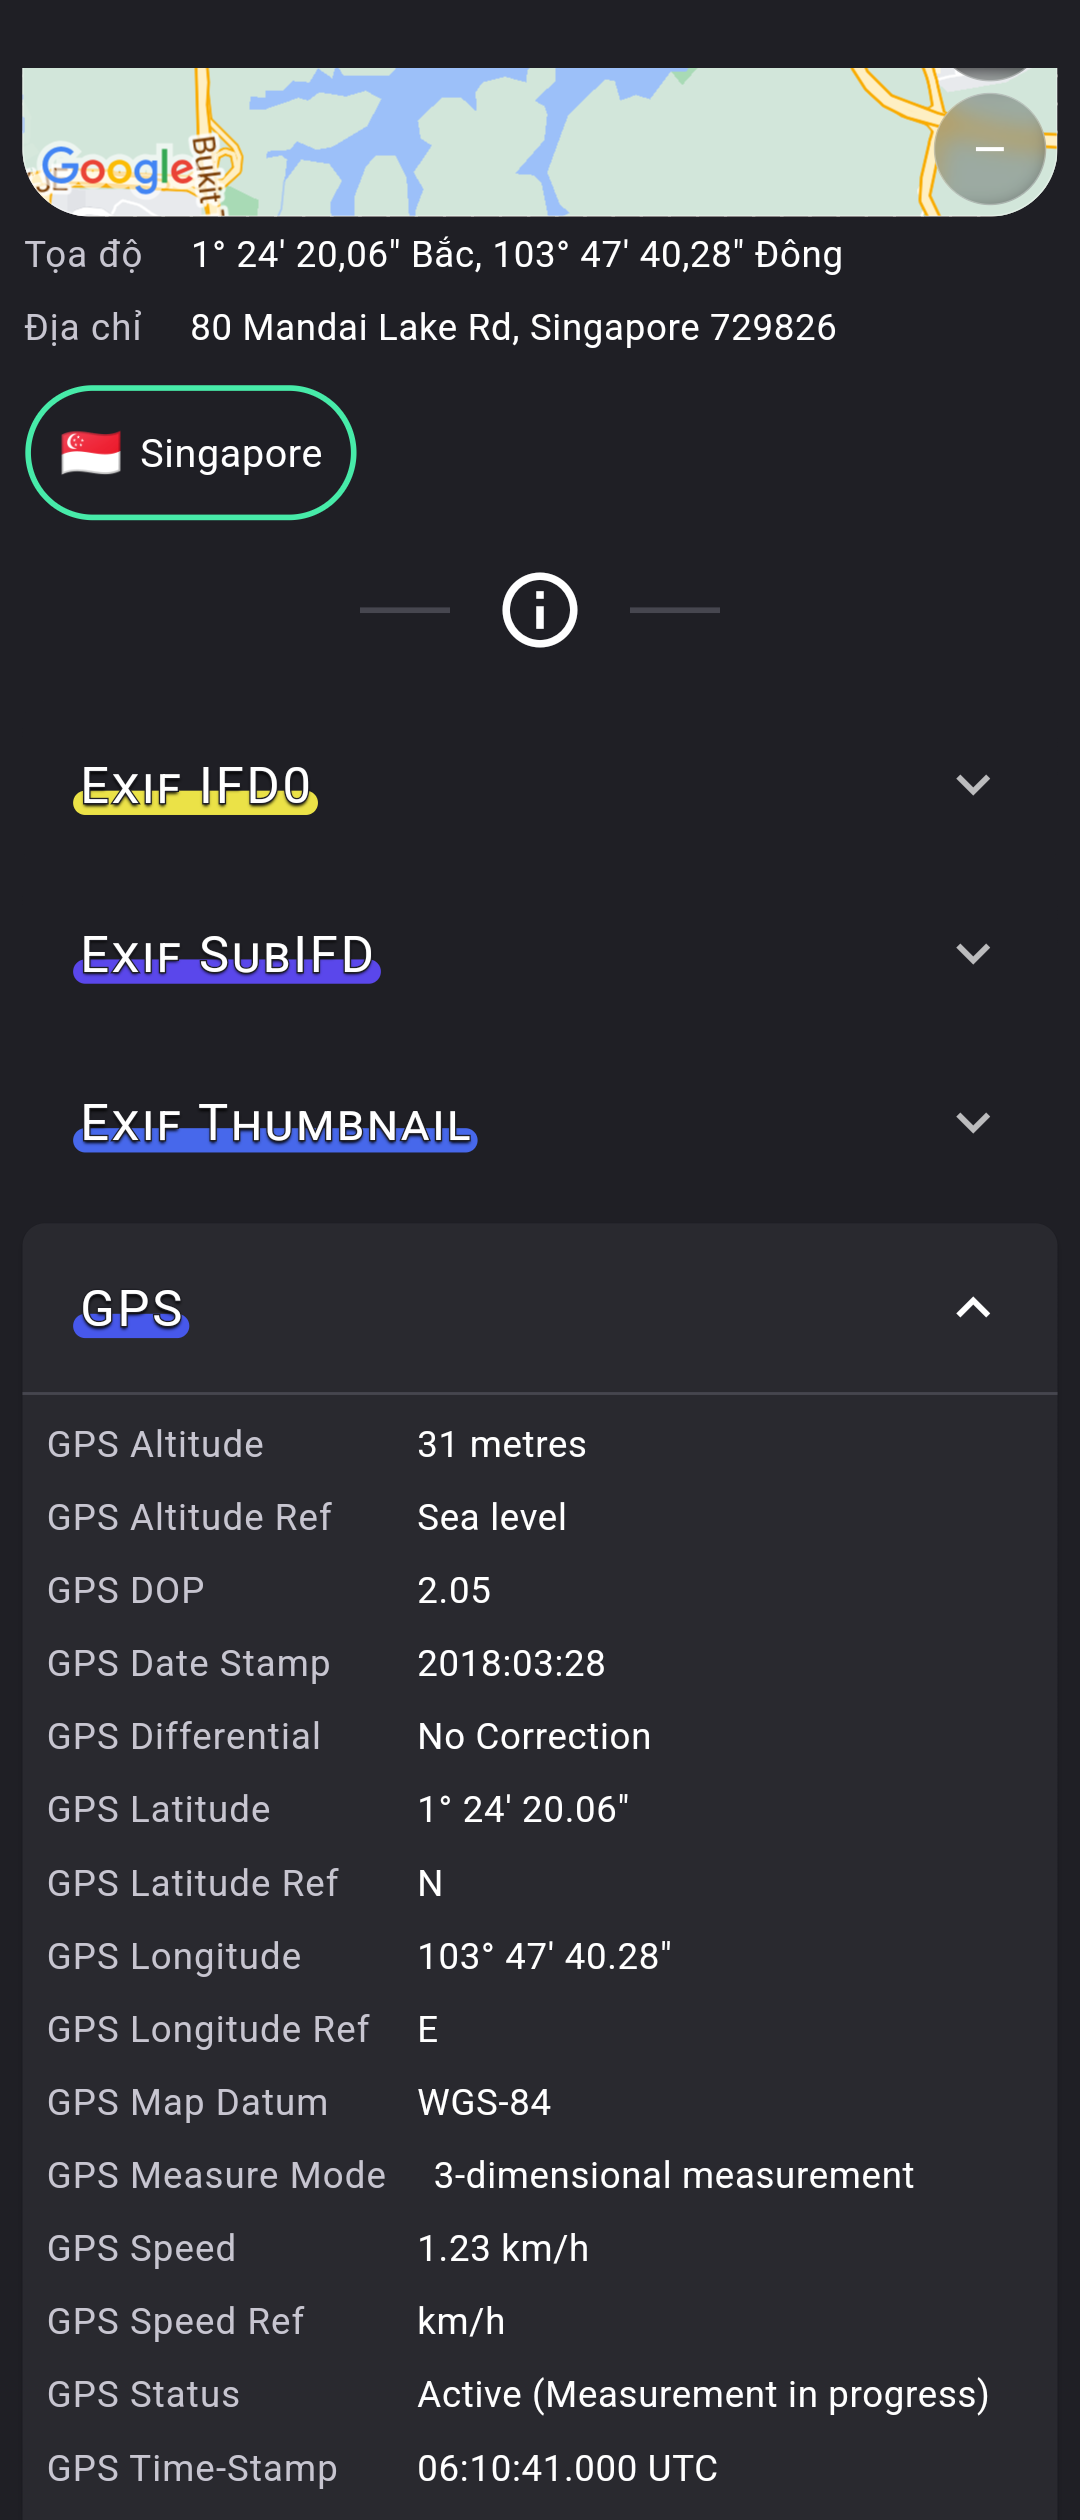 Google
Bukit
Tọa độ 1° 24' 20,06" Bắc, 103° 47' 40,28" Đông
Địa chỉ 80 Mandai Lake Rd, Singapore 729826
Singapore
Exif IFD0
Exif SubIFD
Exif Thumbnail
GPS
GPS Altitude 31 metres
GPS Altitude Ref Sea level
GPS DOP 2.05
GPS Date Stamp 2018:03:28
GPS Differential No Correction
GPS Latitude 1° 24' 20.06"
GPS Latitude Ref N
GPS Longitude 103° 47' 40.28"
GPS Longitude Ref E
GPS Map Datum WGS-84
GPS Measure Mode 3-dimensional measurement
GPS Speed 1.23 km/h
GPS Speed Ref km/h
GPS Status Active (Measurement in progress)
GPS Time-Stamp 06:10:41.000 UTC